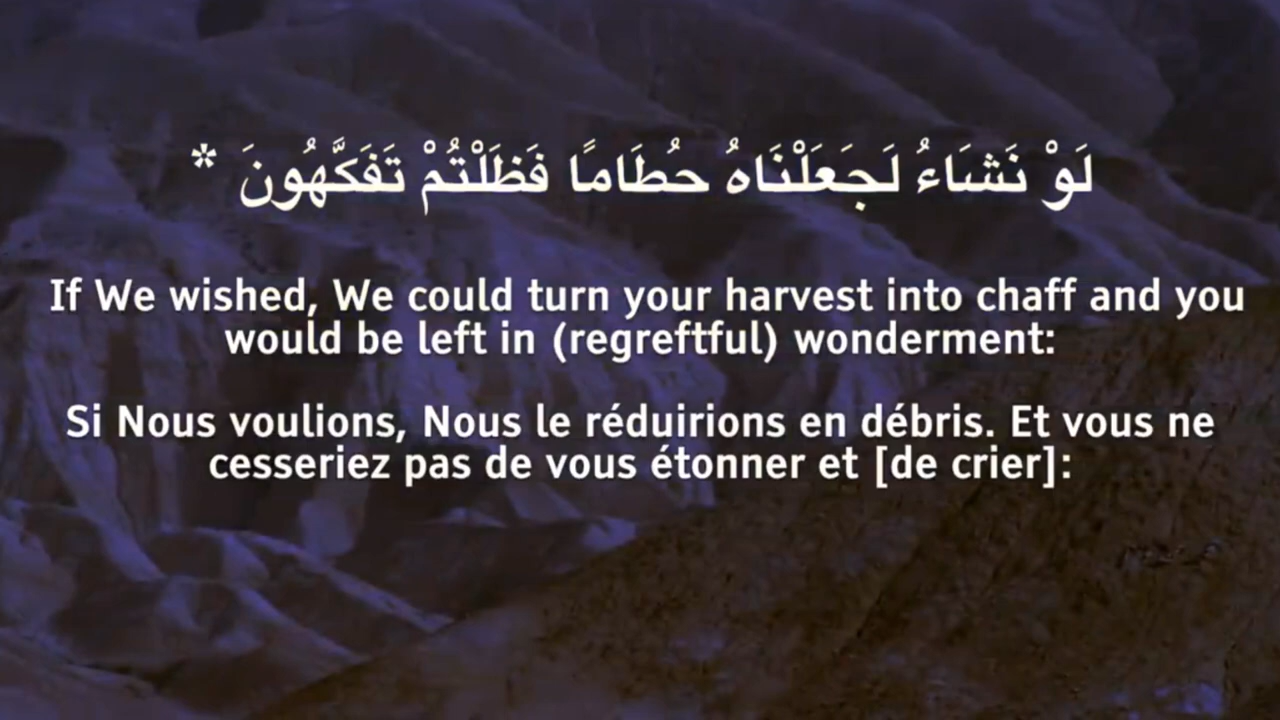 لَوْ نَشَاءُ لَجَعَلْنَاهُ حُطَامًا فَظَلَلْتُمْ تَفَكَّهُونَ *
If We wished, We could turn your harvest into chaff and you
would be left in (regreftful) wonderment:
Si Nous voulions, Nous le réduirions en débris. Et vous ne
cesseriez pas de vous étonner et [de crier]: